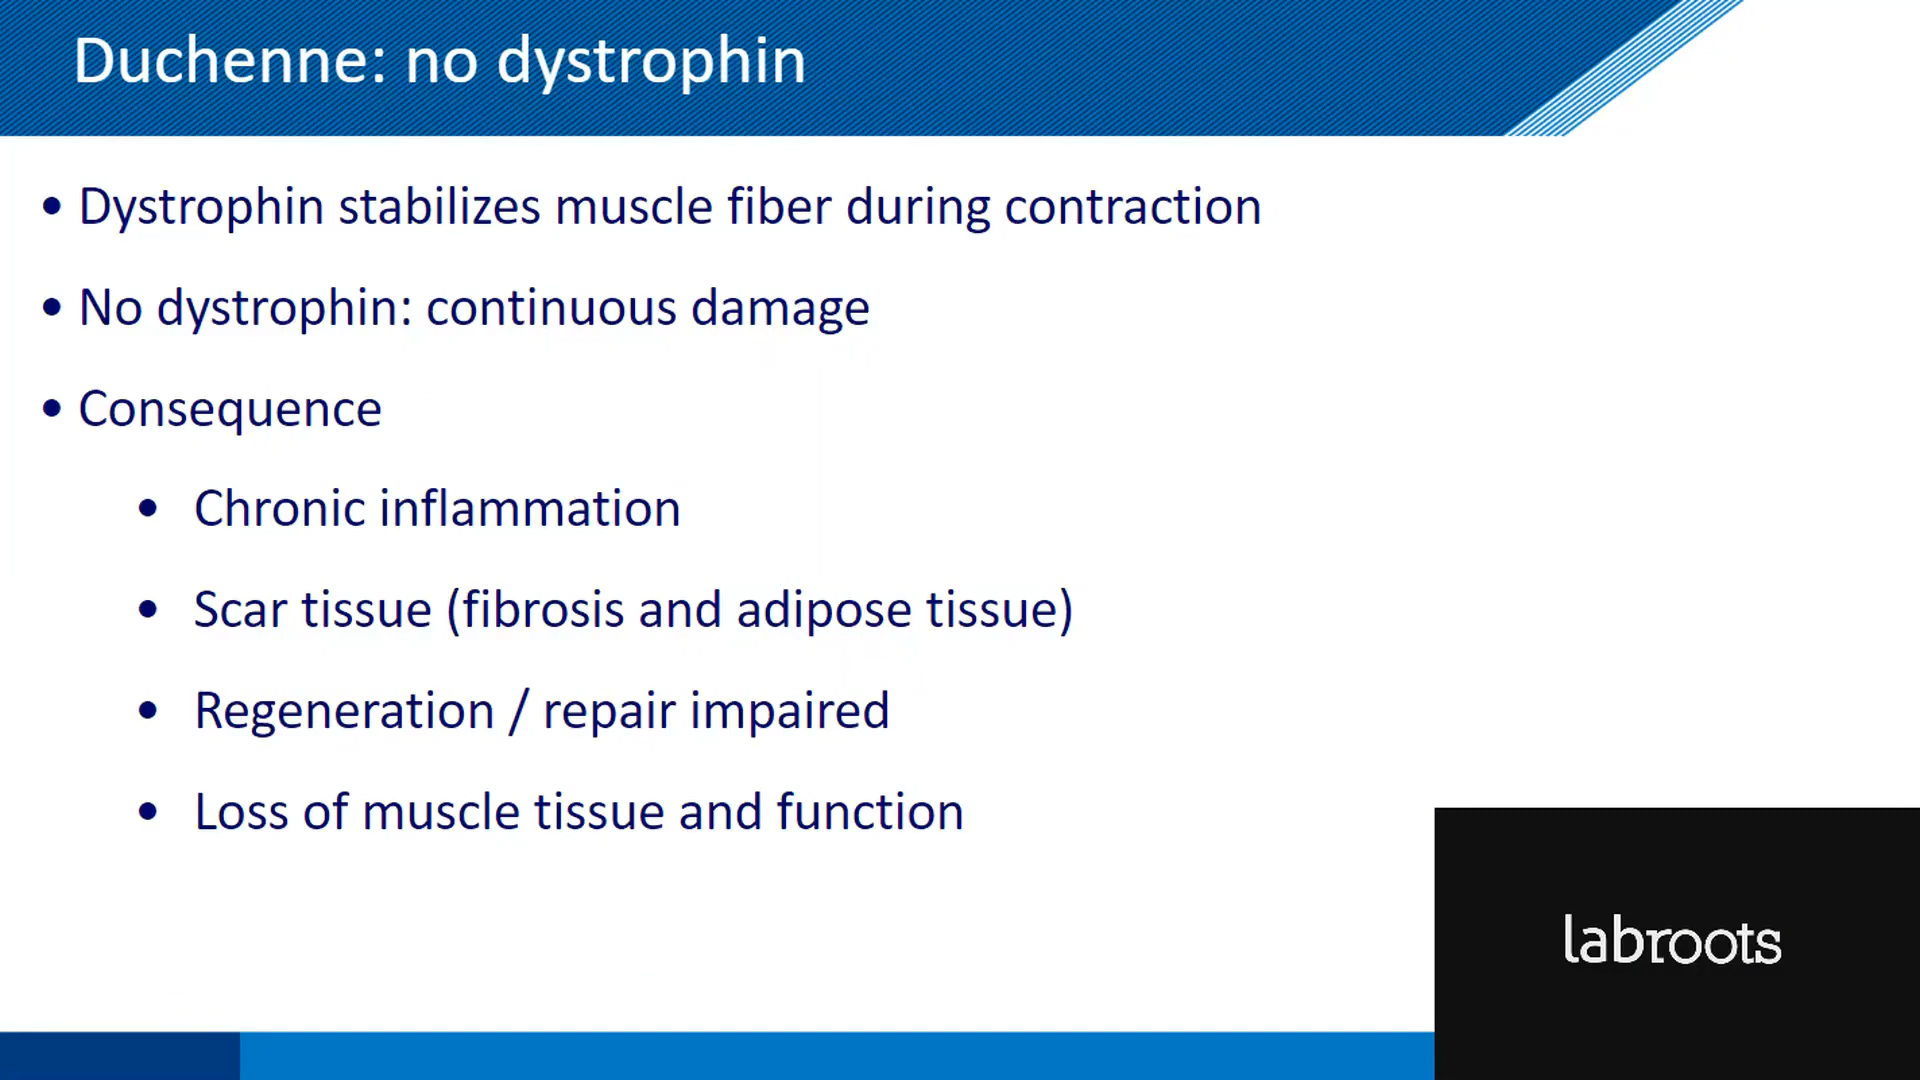 Duchenne: no dystrophin
• Dystrophin stabilizes muscle fiber during contraction
• No dystrophin: continuous damage
• Consequence
• Chronic inflammation
• Scar tissue (fibrosis and adipose tissue)
• Regeneration / repair impaired
• Loss of muscle tissue and function
labroots